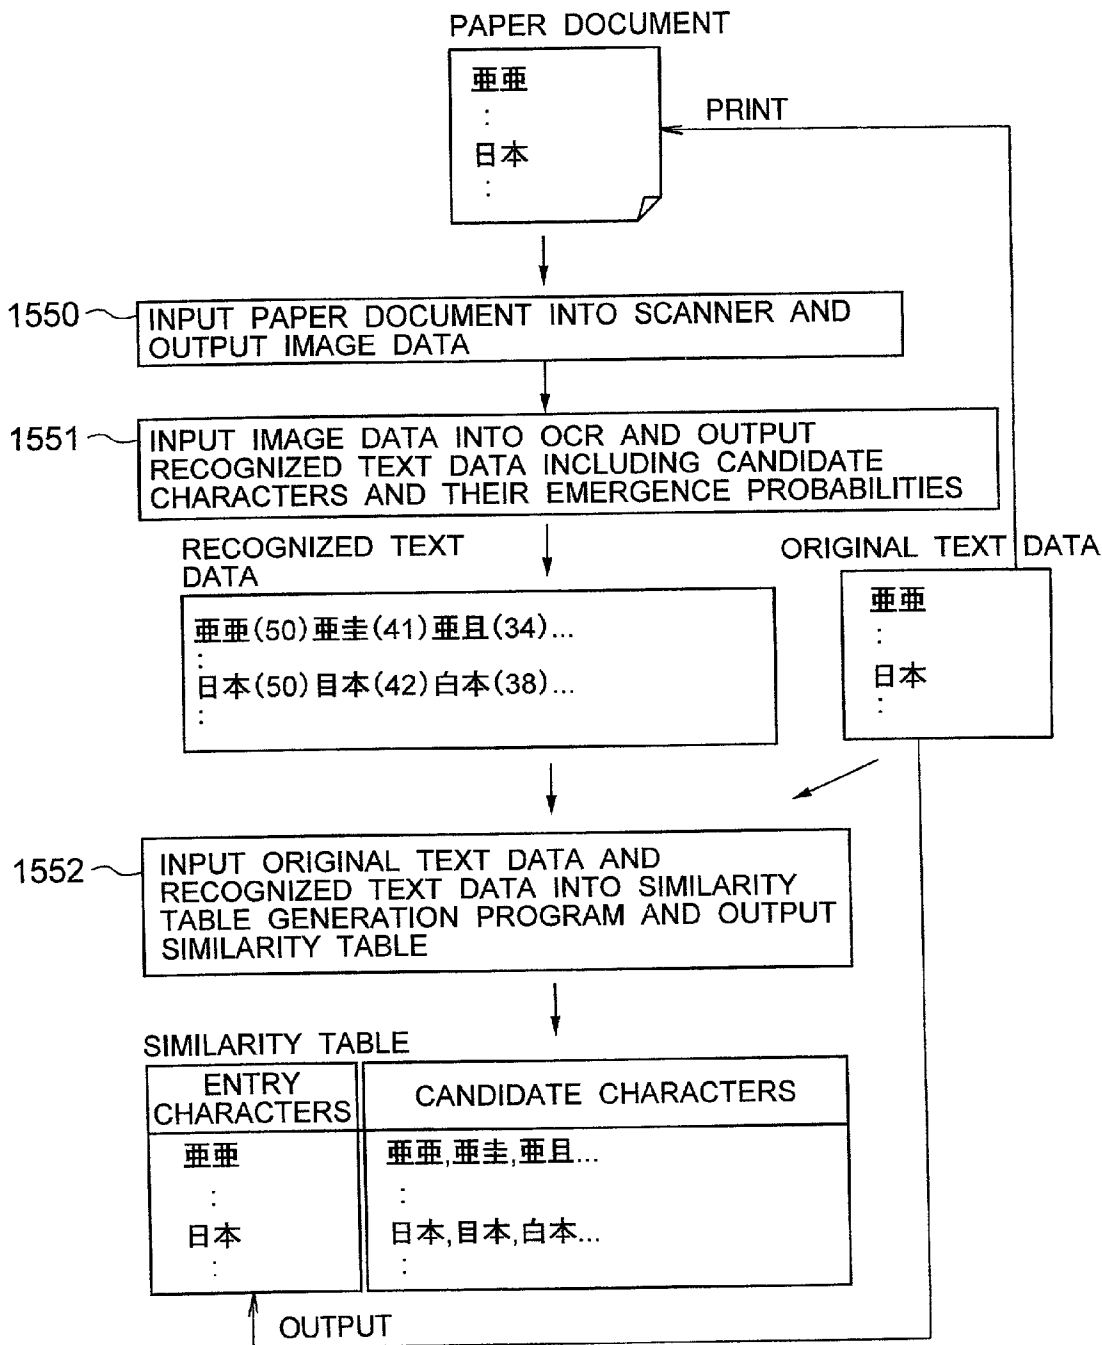 PAPER DOCUMENT
亜亜
:
日本
:
PRINT
1550
INPUT PAPER DOCUMENT INTO SCANNER AND
OUTPUT IMAGE DATA
1551
INPUT IMAGE DATA INTO OCR AND OUTPUT
RECOGNIZED TEXT DATA INCLUDING CANDIDATE
CHARACTERS AND THEIR EMERGENCE PROBABILITIES
RECOGNIZED TEXT
DATA
亜亜(50)亜圭(41)亜且(34)...
:
日本(50)目本(42)白本(38)...
:
ORIGINAL TEXT DATA
亜亜
:
日本
:
1552
INPUT ORIGINAL TEXT DATA AND
RECOGNIZED TEXT DATA INTO SIMILARITY
TABLE GENERATION PROGRAM AND OUTPUT
SIMILARITY TABLE
SIMILARITY TABLE
ENTRY
CHARACTERS
CANDIDATE CHARACTERS
亜亜
亜亜,亜圭,亜且...
:
:
日本
日本,目本,白本...
:
:
OUTPUT